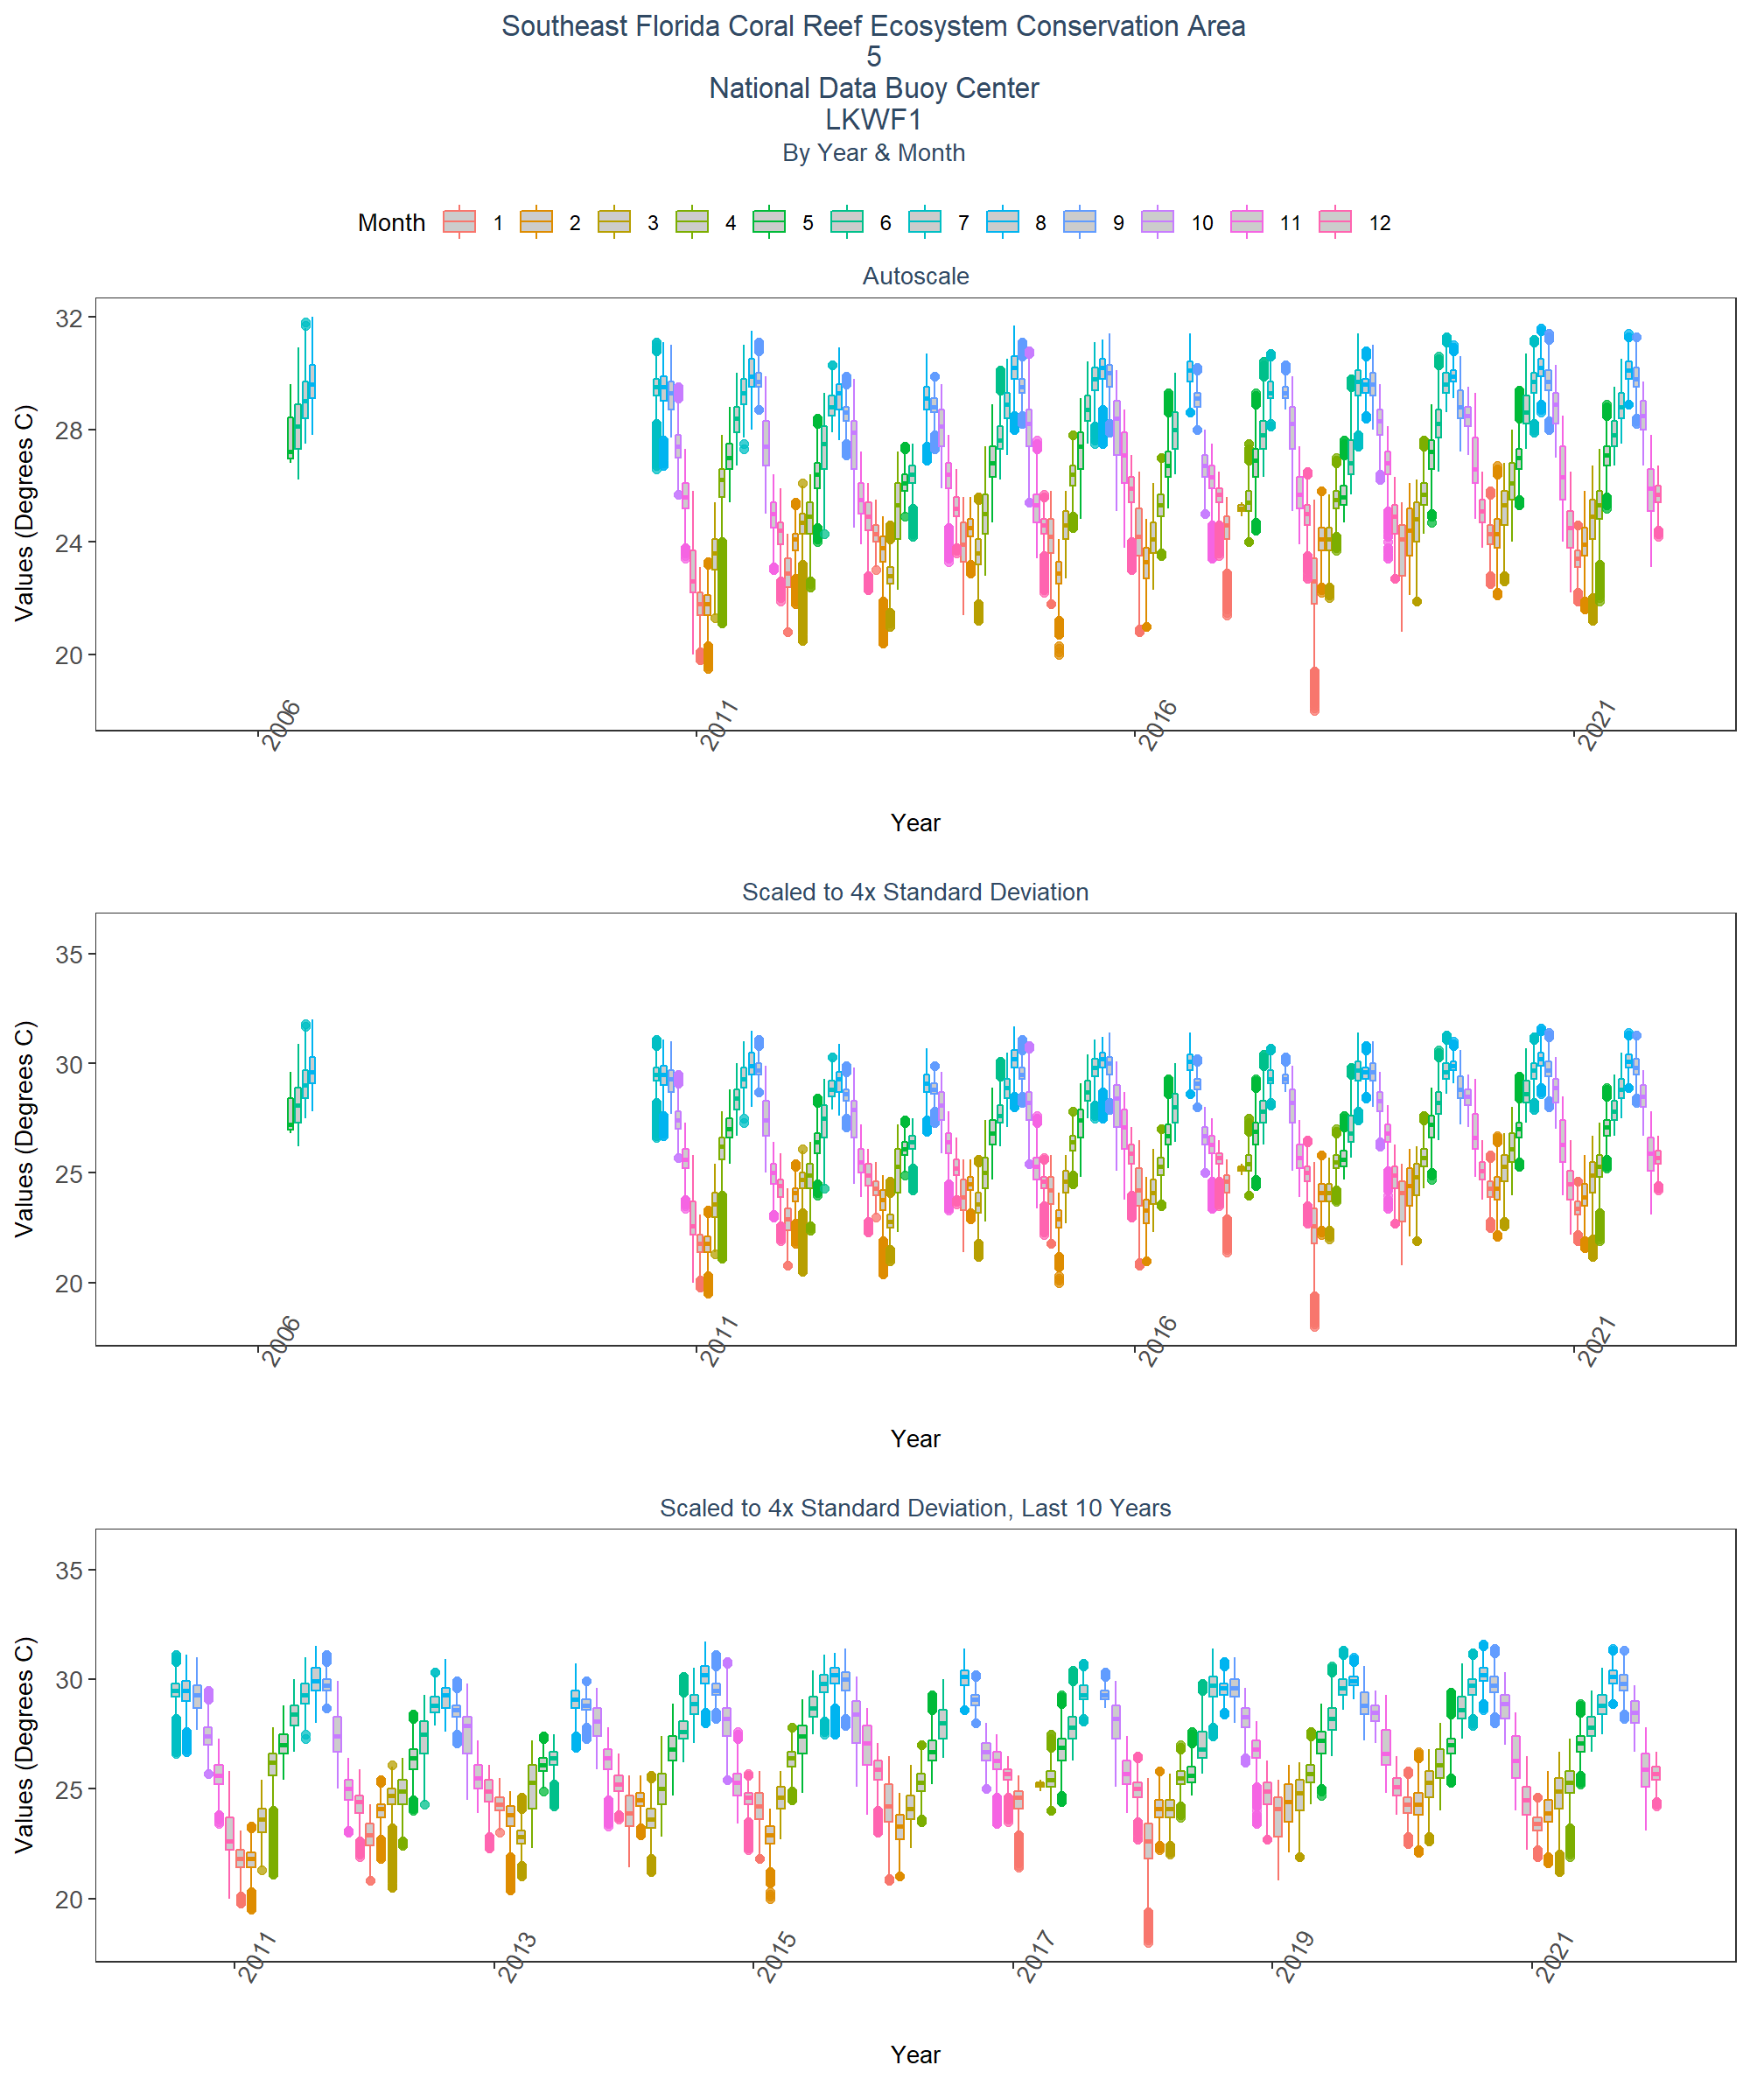 Southeast Florida Coral Reef Ecosystem Conservation Area
5
National Data Buoy Center
LKWF1
By Year & Month
Month 1 2 3 4 5 6 7 8 9 10 11 12
Autoscale
Values (Degrees C)
32
28
24
20
2006 2011 2016 2021
Year
Scaled to 4x Standard Deviation
Values (Degrees C)
35
30
25
20
2006 2011 2016 2021
Year
Scaled to 4x Standard Deviation, Last 10 Years
Values (Degrees C)
35
30
25
20
2011 2013 2015 2017 2019 2021
Year